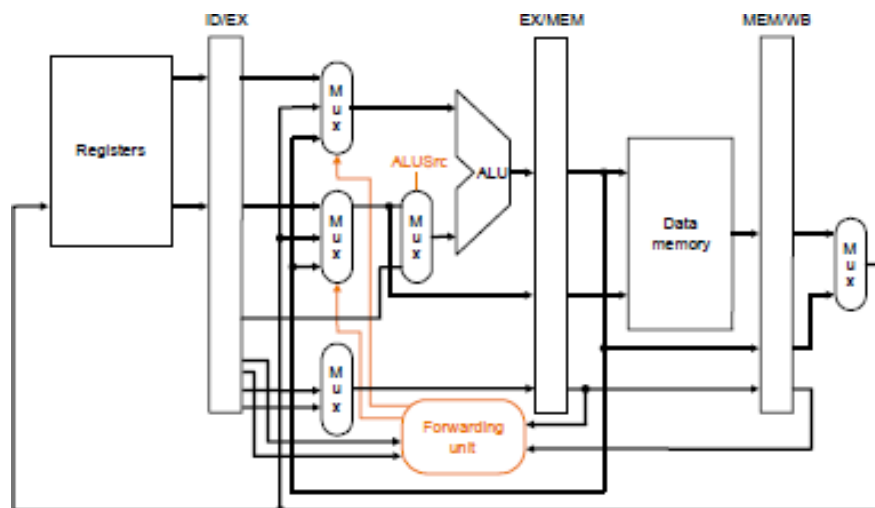 ID/EX
EX/MEM
MEM/WB
M
u
x
Registers
ALUSrc
ALU
M
u
x
M
u
x
Data
memory
M
u
x
M
u
x
Forwarding
unit